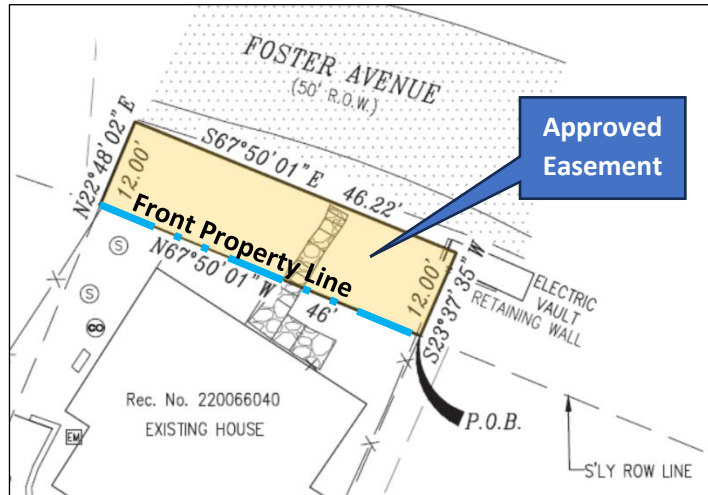 FOSTER AVENUE
(50' R.O.W.)
Approved
Easement
N22°48'02"E
12.00'
S67°50'01"E 46.22'
Front Property Line
N67°50'01"W
46'
12.00'
S23°37'35"W
ELECTRIC
VAULT
RETAINING WALL
S
S
CO
EM
Rec. No. 220066040
EXISTING HOUSE
P.O.B.
S'LY ROW LINE